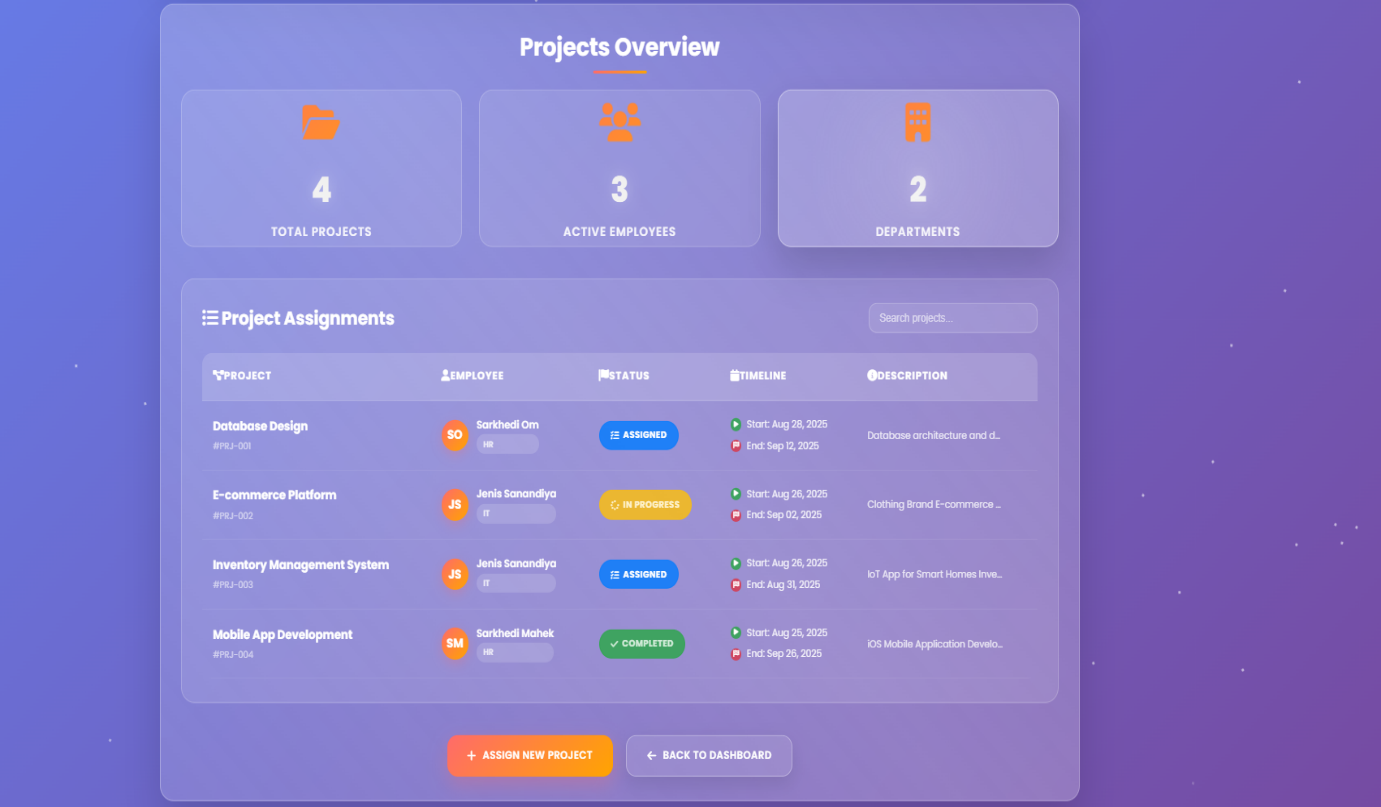 Projects Overview
4
TOTAL PROJECTS
3
ACTIVE EMPLOYEES
2
DEPARTMENTS
Project Assignments
Search projects...
PROJECT EMPLOYEE STATUS TIMELINE DESCRIPTION
Database Design
#PRJ-001
SO
Sarkhedi Om
HR
ASSIGNED
Start: Aug 28, 2025
End: Sep 12, 2025
Database architecture and d...
E-commerce Platform
#PRJ-002
JS
Jenis Sanandiya
IT
IN PROGRESS
Start: Aug 26, 2025
End: Sep 02, 2025
Clothing Brand E-commerce ...
Inventory Management System
#PRJ-003
JS
Jenis Sanandiya
IT
ASSIGNED
Start: Aug 26, 2025
End: Aug 31, 2025
IoT App for Smart Homes Inve...
Mobile App Development
#PRJ-004
SM
Sarkhedi Mahek
HR
COMPLETED
Start: Aug 25, 2025
End: Sep 26, 2025
iOS Mobile Application Develo...
ASSIGN NEW PROJECT
BACK TO DASHBOARD